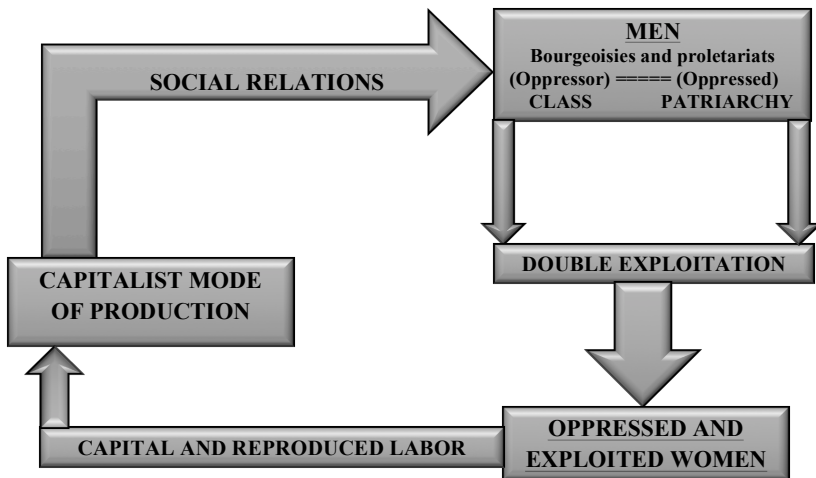 MEN
Bourgeoisies and proletariats
(Oppressor) ===== (Oppressed)
CLASS PATRIARCHY
SOCIAL RELATIONS
DOUBLE EXPLOITATION
CAPITALIST MODE
OF PRODUCTION
OPPRESSED AND
EXPLOITED WOMEN
CAPITAL AND REPRODUCED LABOR